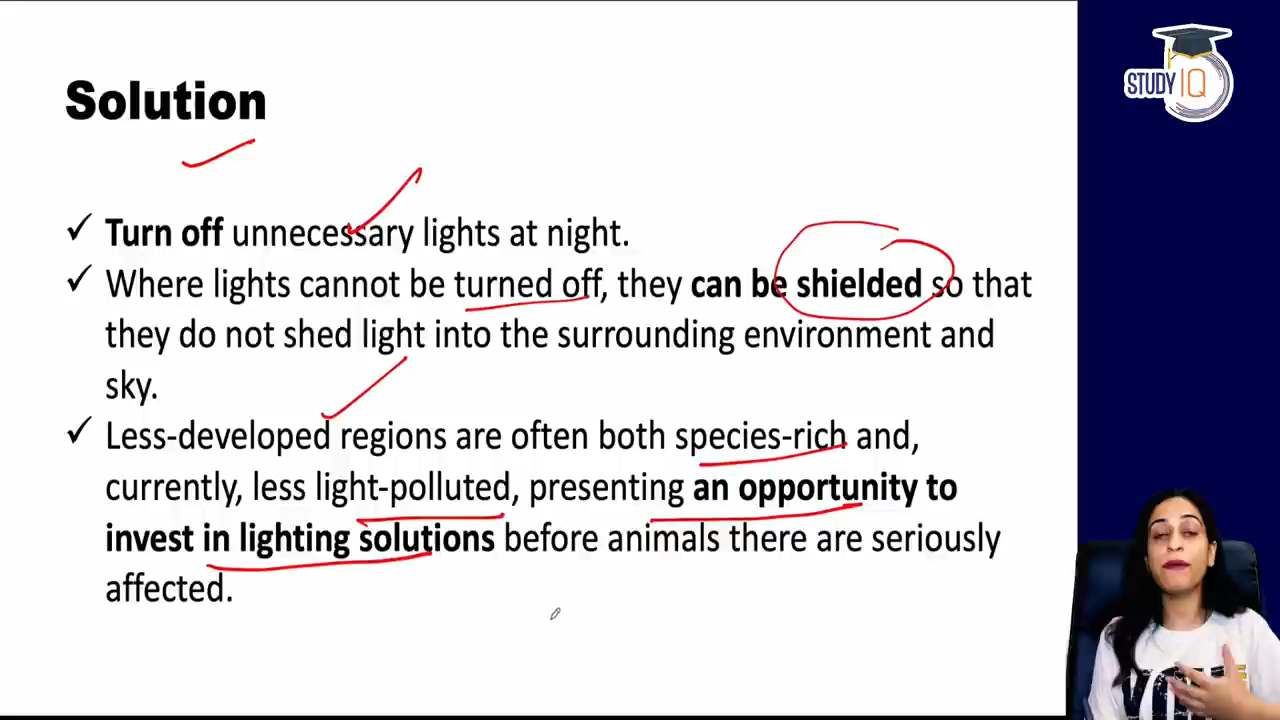 Solution
✓ Turn off unnecessary lights at night.
✓ Where lights cannot be turned off, they can be shielded so that
they do not shed light into the surrounding environment and
sky.
✓ Less-developed regions are often both species-rich and,
currently, less light-polluted, presenting an opportunity to
invest in lighting solutions before animals there are seriously
affected.
STUDY IQ